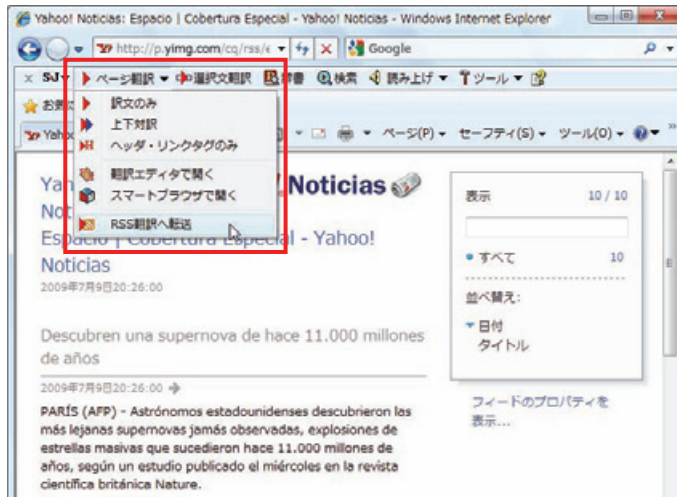 Yahoo! Noticias: Espacio | Cobertura Especial - Yahoo! Noticias - Windows Internet Explorer
http://p.yimg.com/cq/rss/e
Google
SJ
ページ翻訳
選択文翻訳
辞書
検索
読み上げ
ツール
お気に
訳文のみ
上下対訳
ヘッダ・リンクタグのみ
翻訳エディタで開く
スマートブラウザで開く
RSS翻訳へ転送
Yaho
ページ(P)
セーフティ(S)
ツール(O)
Noticias
Yah
Not
Espacio | Cobertura Especial - Yahoo!
Noticias
2009年7月9日20:26:00
Descubren una supernova de hace 11.000 millones
de años
2009年7月9日20:26:00
PARÍS (AFP) - Astrónomos estadounidenses descubrieron las
más lejanas supernovas jamás observadas, explosiones de
estrellas masivas que sucedieron hace 11.000 millones de
años, según un estudio publicado el miércoles en la revista
científica británica Nature.
表示
10 / 10
すべて
10
並べ替え:
日付
タイトル
フィードのプロパティを
表示...